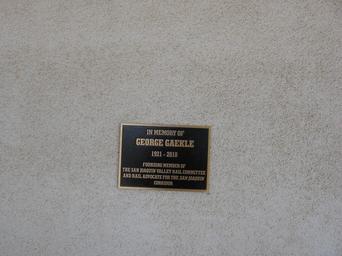 IN MEMORY OF
GEORGE GAEKLE
1921 - 2018
FOUNDING MEMBER OF
THE SAN JOAQUIN VALLEY RAIL COMMITTEE
AND RAIL ADVOCATE FOR THE SAN JOAQUIN
CORRIDOR